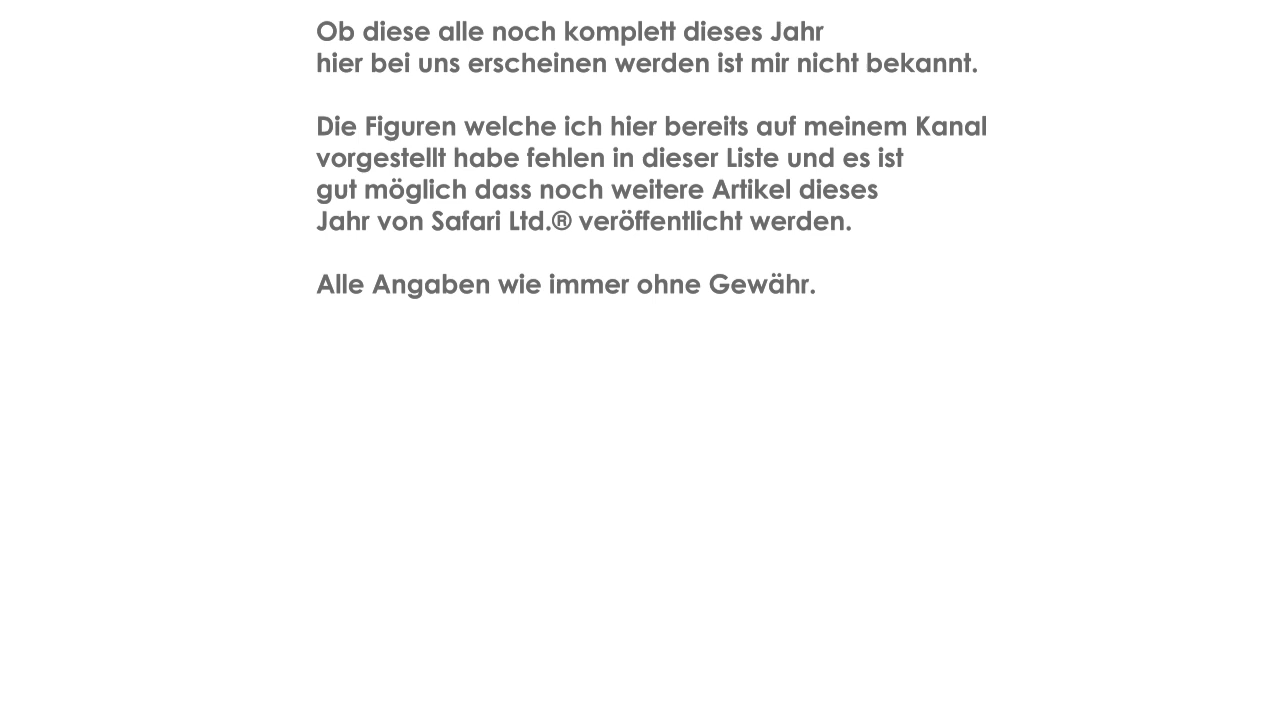 Ob diese alle noch komplett dieses Jahr
hier bei uns erscheinen werden ist mir nicht bekannt.
Die Figuren welche ich hier bereits auf meinem Kanal
vorgestellt habe fehlen in dieser Liste und es ist
gut möglich dass noch weitere Artikel dieses
Jahr von Safari Ltd.® veröffentlicht werden.
Alle Angaben wie immer ohne Gewähr.